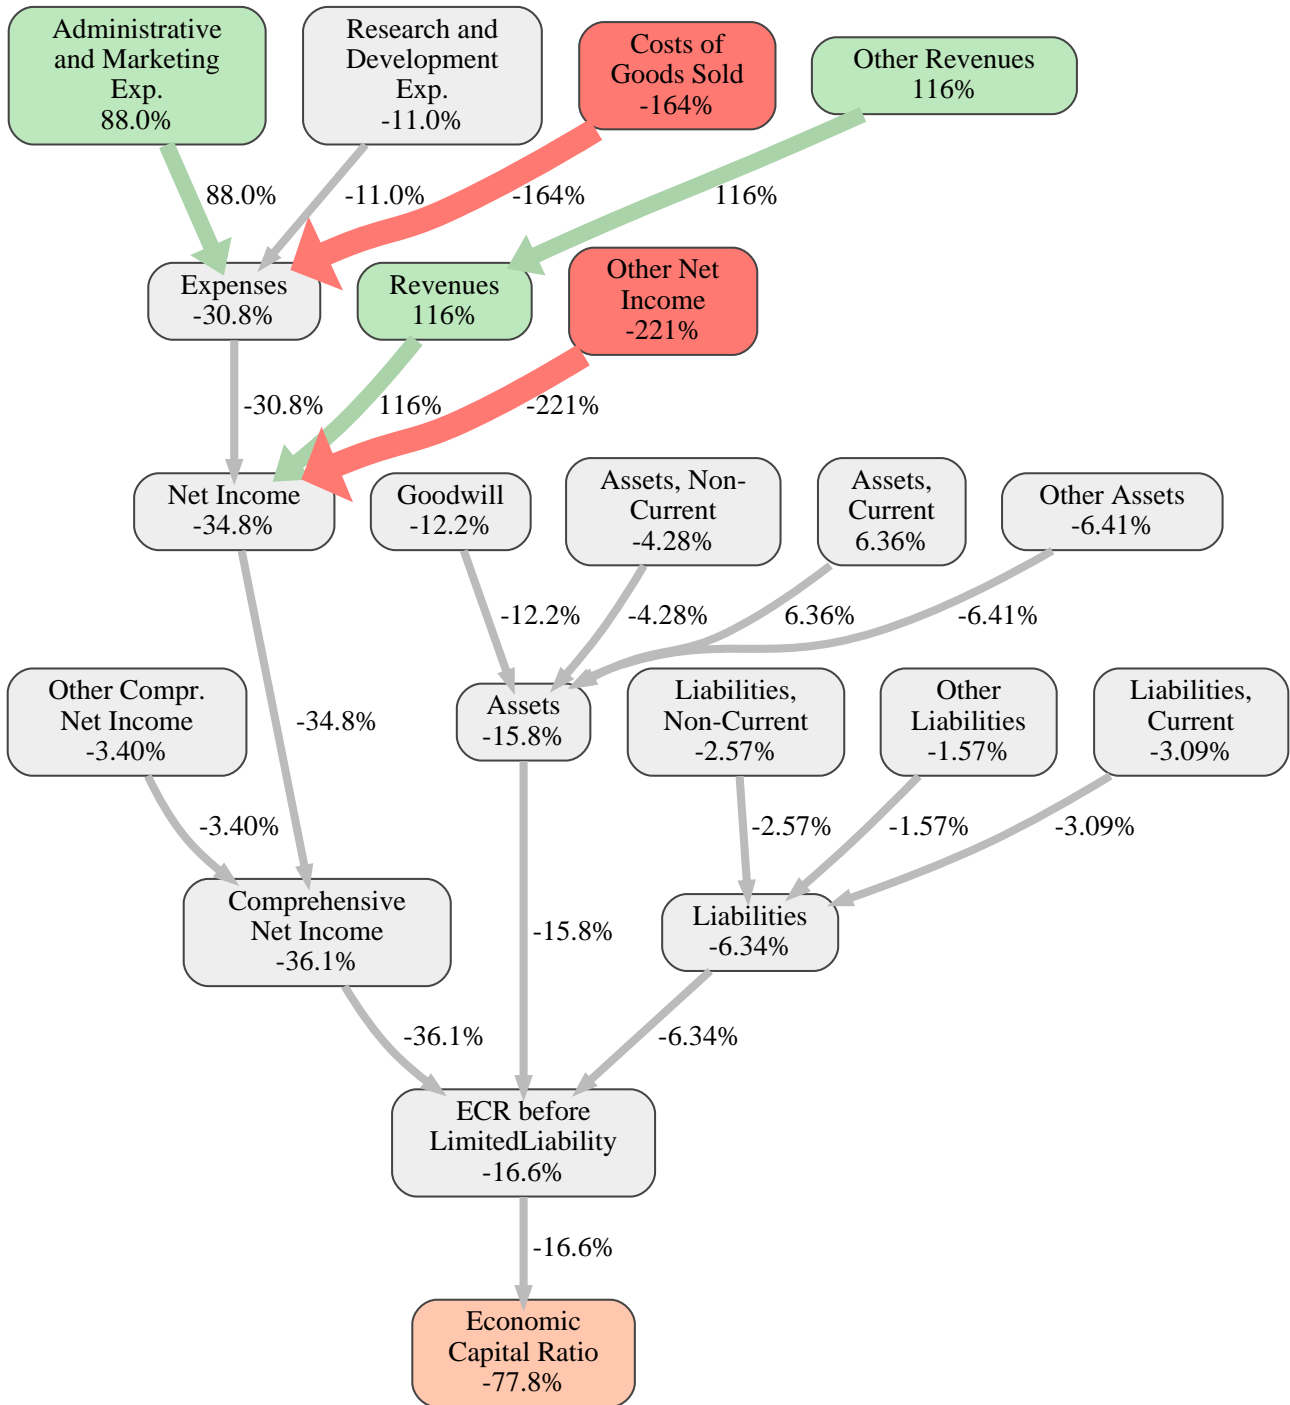 Administrative
and Marketing
Exp.
88.0%
Research and
Development
Exp.
-11.0%
Costs of
Goods Sold
-164%
Other Revenues
116%
88.0%
-11.0%
-164%
116%
Expenses
-30.8%
Revenues
116%
Other Net
Income
-221%
-30.8%
116%
-221%
Net Income
-34.8%
Goodwill
-12.2%
Assets, Non-
Current
-4.28%
Assets,
Current
6.36%
Other Assets
-6.41%
-12.2%
-4.28%
6.36%
-6.41%
Other Compr.
Net Income
-3.40%
-34.8%
Assets
-15.8%
Liabilities,
Non-Current
-2.57%
Other
Liabilities
-1.57%
Liabilities,
Current
-3.09%
-3.40%
-2.57%
-1.57%
-3.09%
Comprehensive
Net Income
-36.1%
-15.8%
Liabilities
-6.34%
-36.1%
-6.34%
ECR before
LimitedLiability
-16.6%
-16.6%
Economic
Capital Ratio
-77.8%